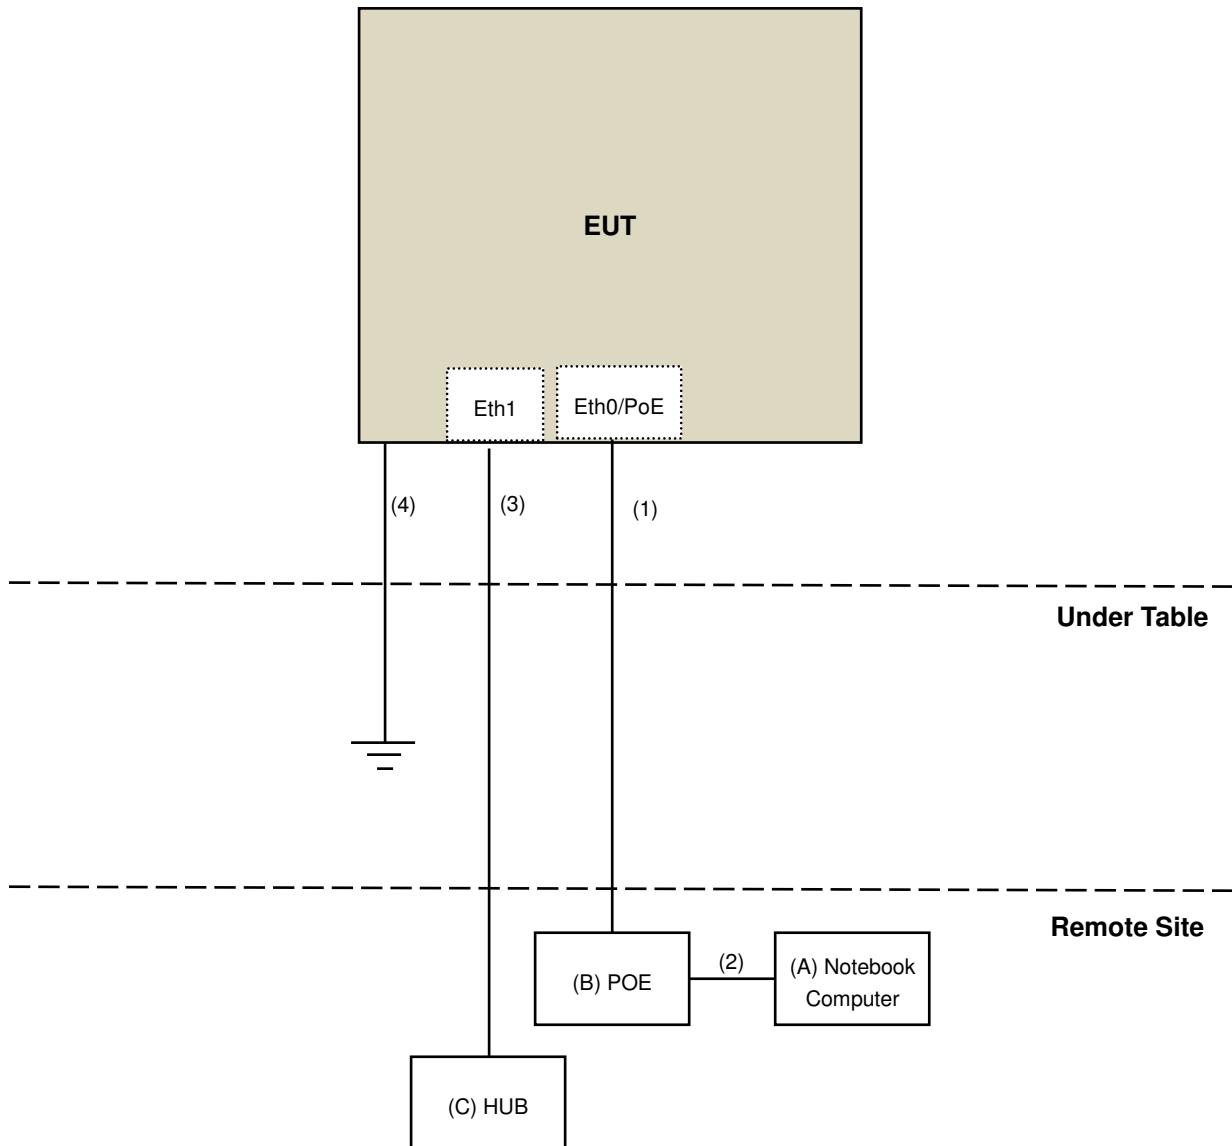 EUT
Eth1
Eth0/PoE
(4)
(3)
(1)
Under Table
Remote Site
(B) POE
(2)
(A) Notebook
Computer
(C) HUB